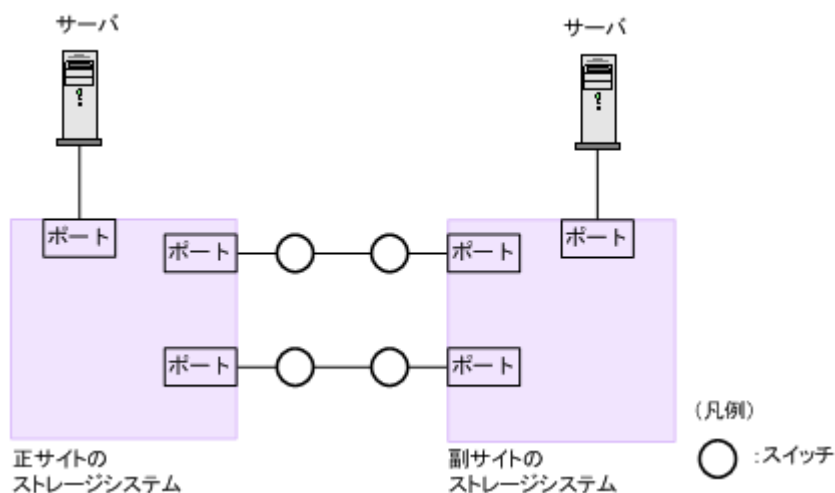 サーバ
サーバ
ポート
ポート
ポート
ポート
ポート
ポート
(凡例)
:スイッチ
正サイトの
ストレージシステム
副サイトの
ストレージシステム